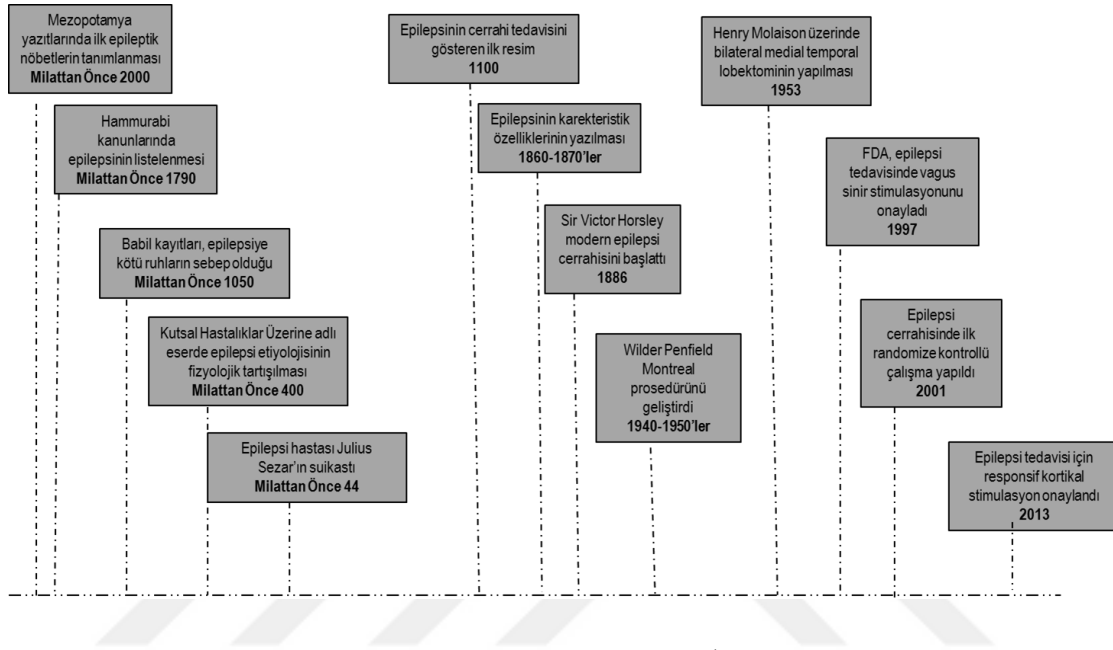 Mezopotamya
yazıtlarında ilk epileptik
nöbetlerin tanımlanması
Milattan Önce 2000
Hammurabi
kanunlarında
epilepsinin listelenmesi
Milattan Önce 1790
Babil kayıtları, epilepsiye
kötü ruhların sebep olduğu
Milattan Önce 1050
Kutsal Hastalıklar Üzerine adlı
eserde epilepsi etiyolojisinin
fizyolojik tartışılması
Milattan Önce 400
Epilepsi hastası Julius
Sezar’ın suikastı
Milattan Önce 44
Epilepsinin cerrahi tedavisini
gösteren ilk resim
1100
Epilepsinin karekteristik
özelliklerinin yazılması
1860-1870’ler
Sir Victor Horsley
modern epilepsi
cerrahisini başlattı
1886
Wilder Penfield
Montreal
prosedürünü
geliştirdi
1940-1950’ler
Henry Molaison üzerinde
bilateral medial temporal
lobektominin yapılması
1953
FDA, epilepsi
tedavisinde vagus
sinir stimulasyonunu
onayladı
1997
Epilepsi
cerrahisinde ilk
randomize kontrollü
çalışma yapıldı
2001
Epilepsi tedavisi için
responsif kortikal
stimulasyon onaylandı
2013